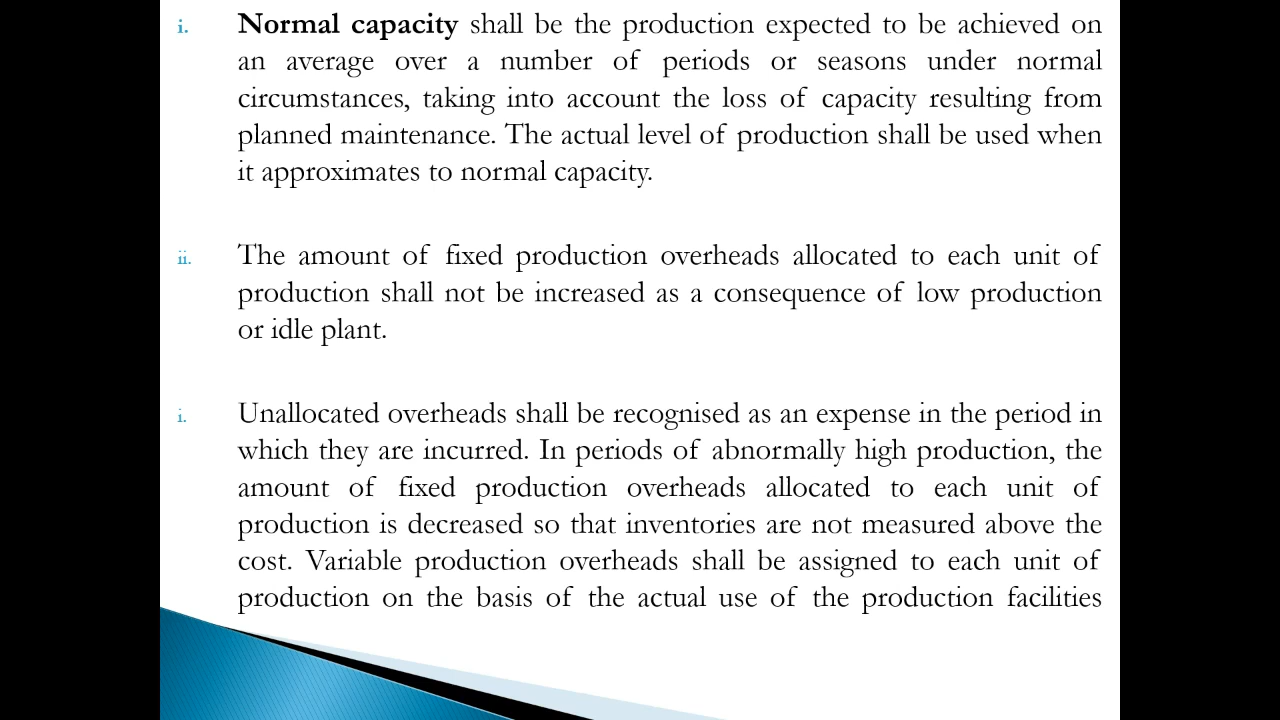 i. Normal capacity shall be the production expected to be achieved on
an average over a number of periods or seasons under normal
circumstances, taking into account the loss of capacity resulting from
planned maintenance. The actual level of production shall be used when
it approximates to normal capacity.
ii. The amount of fixed production overheads allocated to each unit of
production shall not be increased as a consequence of low production
or idle plant.
i. Unallocated overheads shall be recognised as an expense in the period in
which they are incurred. In periods of abnormally high production, the
amount of fixed production overheads allocated to each unit of
production is decreased so that inventories are not measured above the
cost. Variable production overheads shall be assigned to each unit of
production on the basis of the actual use of the production facilities